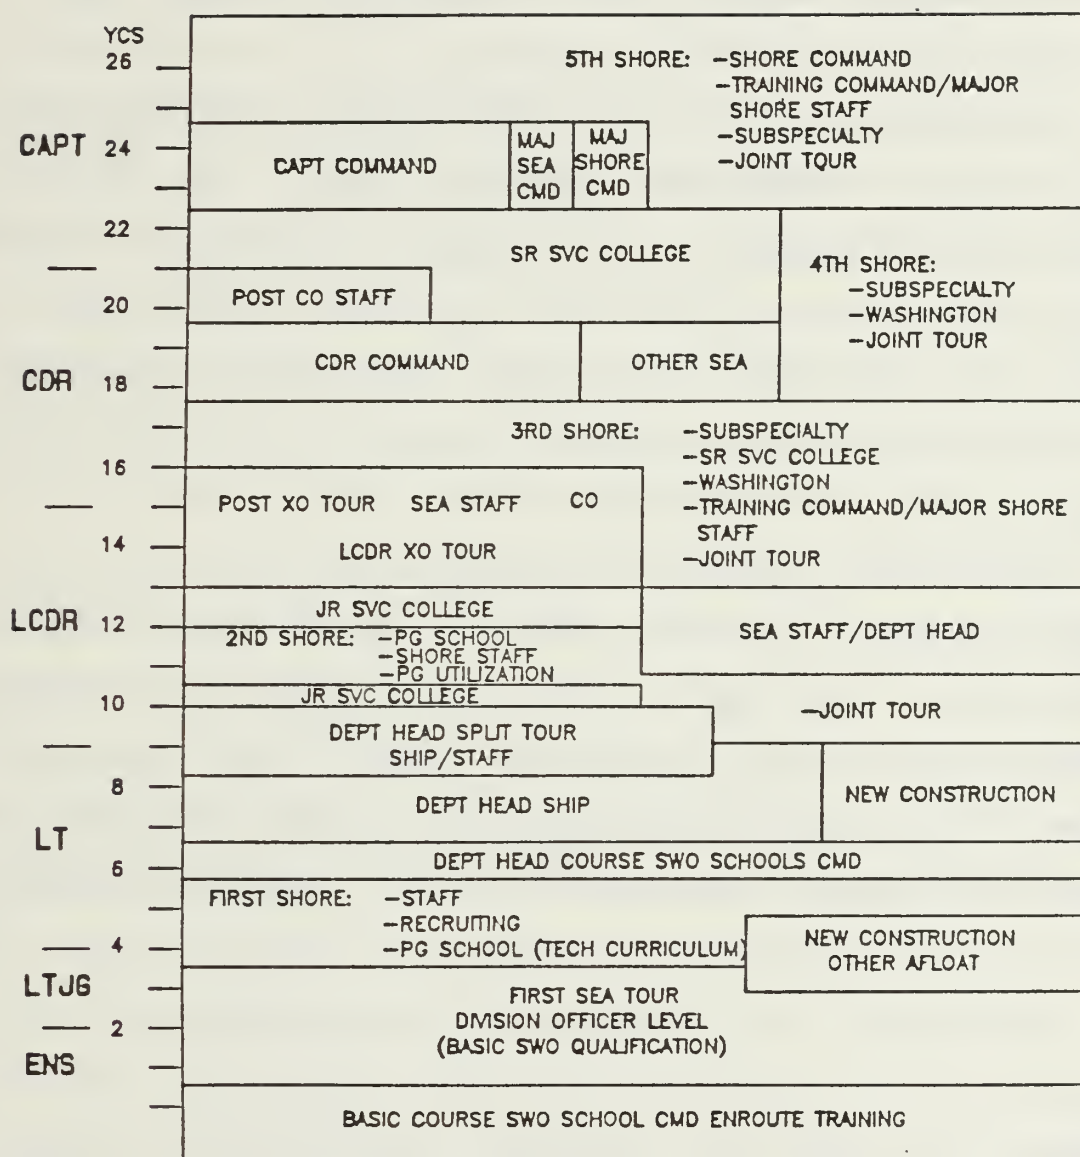 YCS
26
5TH SHORE: -SHORE COMMAND
-TRAINING COMMAND/MAJOR
SHORE STAFF
-SUBSPECIALTY
-JOINT TOUR
CAPT 24
CAPT COMMAND
MAJ
SEA
CMD
MAJ
SHORE
CMD
22
SR SVC COLLEGE
4TH SHORE:
-SUBSPECIALTY
-WASHINGTON
-JOINT TOUR
POST CO STAFF
20
CDR COMMAND
OTHER SEA
CDR 18
3RD SHORE: -SUBSPECIALTY
-SR SVC COLLEGE
-WASHINGTON
-TRAINING COMMAND/MAJOR SHORE
STAFF
-JOINT TOUR
16
POST XO TOUR SEA STAFF CO
14
LCDR XO TOUR
JR SVC COLLEGE
LCDR 12
2ND SHORE: -PG SCHOOL
-SHORE STAFF
-PG UTILIZATION
SEA STAFF/DEPT HEAD
JR SVC COLLEGE
10
-JOINT TOUR
DEPT HEAD SPLIT TOUR
SHIP/STAFF
8
DEPT HEAD SHIP
NEW CONSTRUCTION
LT
6
DEPT HEAD COURSE SWO SCHOOLS CMD
FIRST SHORE: -STAFF
-RECRUITING
-PG SCHOOL (TECH CURRICULUM)
4
NEW CONSTRUCTION
OTHER AFLOAT
LTJG
FIRST SEA TOUR
DIVISION OFFICER LEVEL
(BASIC SWO QUALIFICATION)
2
ENS
BASIC COURSE SWO SCHOOL CMD ENROUTE TRAINING